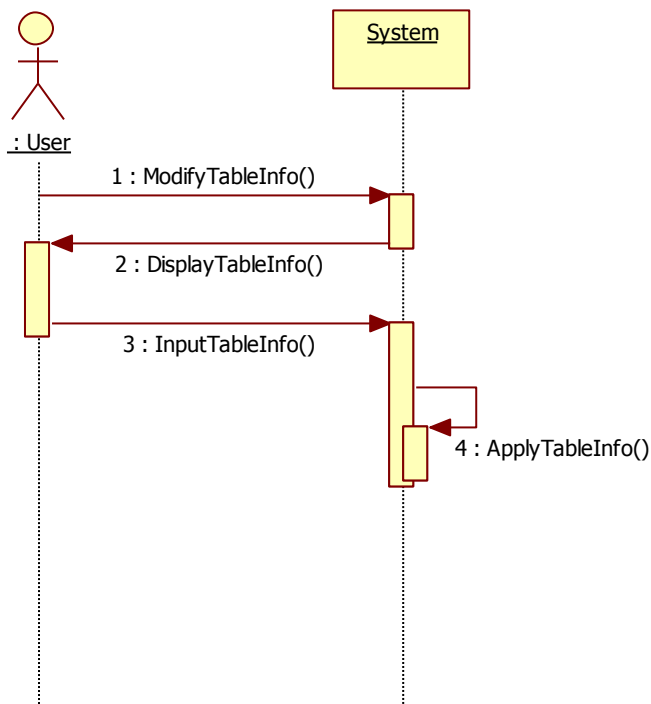 System
: User
1 : ModifyTableInfo()
2 : DisplayTableInfo()
3 : InputTableInfo()
4 : ApplyTableInfo()